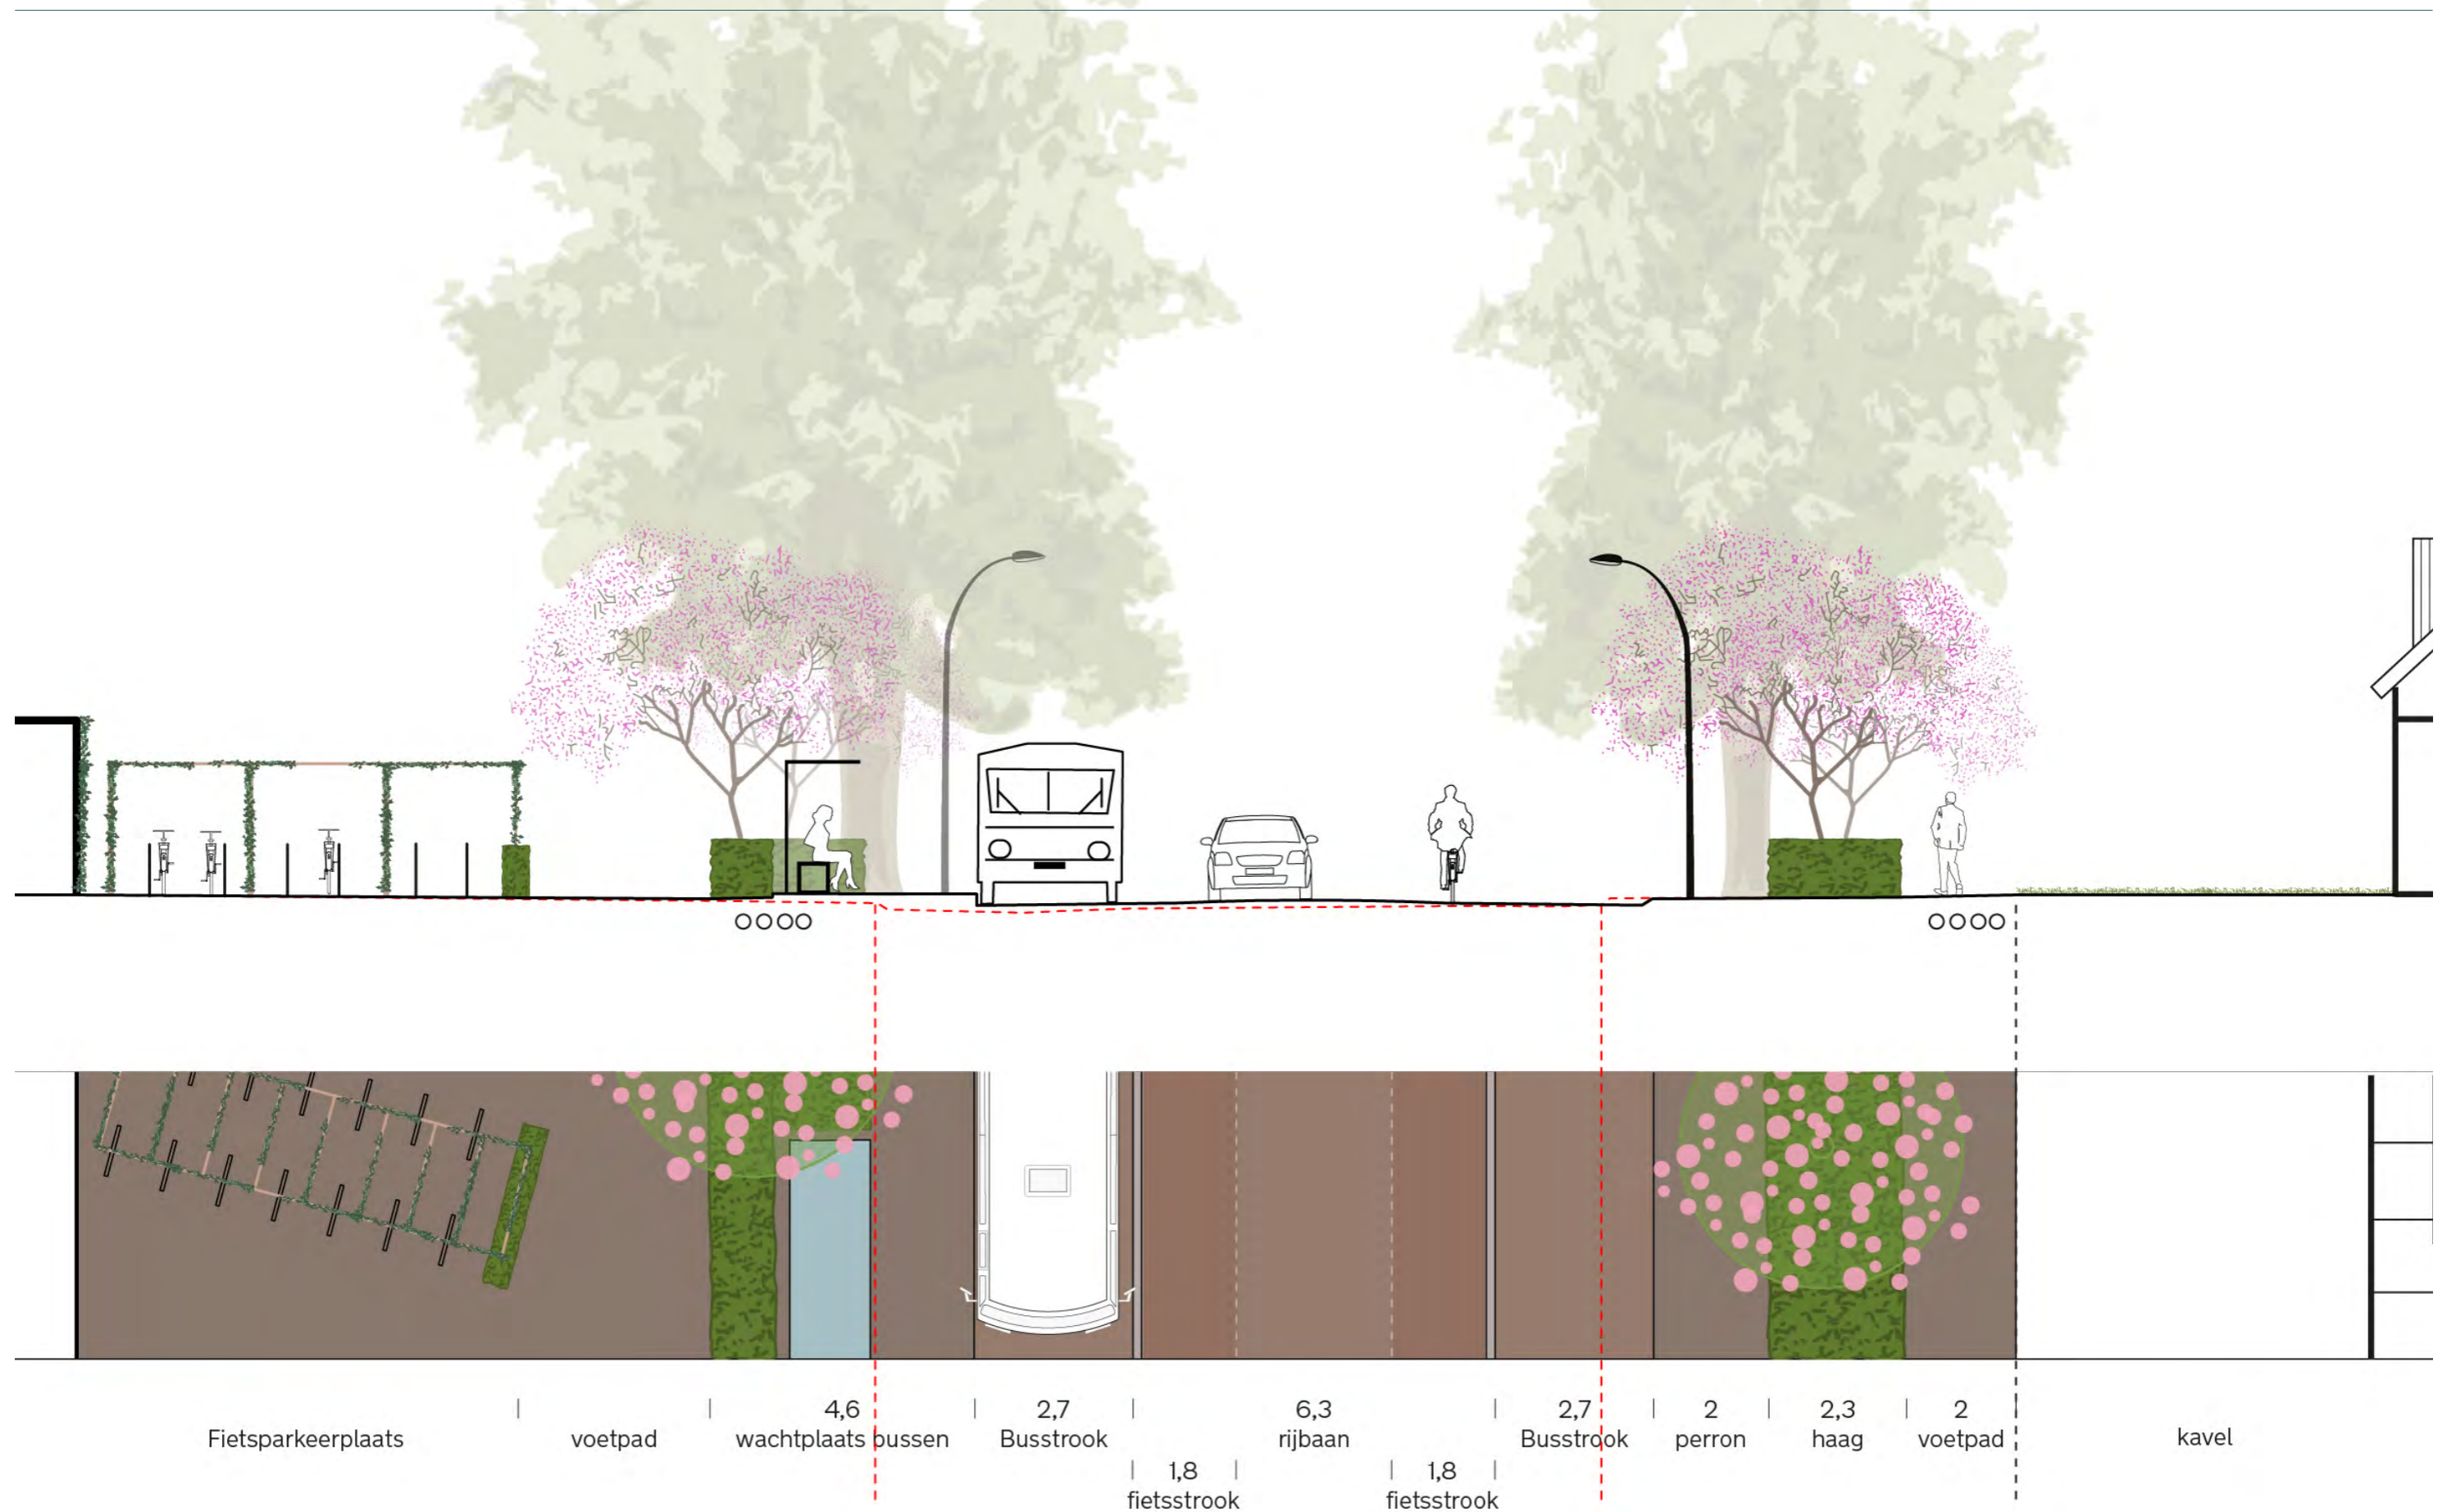 4,6 2,7 6,3 2,7 2 2,3 2
Fietsparkeerplaats voetpad wachtplaats bussen Busstrook rijbaan Busstrook perron haag voetpad kavel
1,8 1,8
fietsstrook fietsstrook